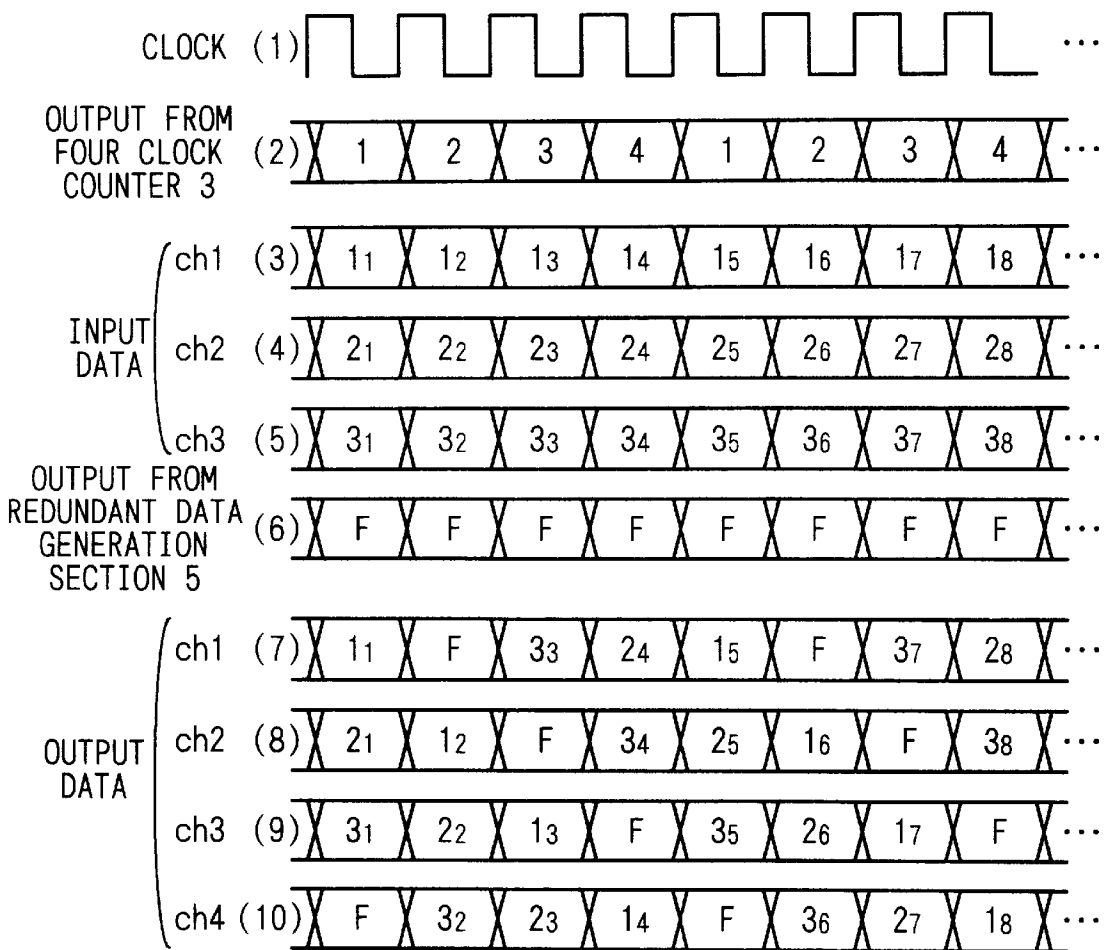 CLOCK (1) ...
OUTPUT FROM
FOUR CLOCK
COUNTER 3
(2) 1 2 3 4 1 2 3 4 ...
INPUT
DATA
ch1 (3) 1₁ 1₂ 1₃ 1₄ 1₅ 1₆ 1₇ 1₈ ...
ch2 (4) 2₁ 2₂ 2₃ 2₄ 2₅ 2₆ 2₇ 2₈ ...
ch3 (5) 3₁ 3₂ 3₃ 3₄ 3₅ 3₆ 3₇ 3₈ ...
OUTPUT FROM
REDUNDANT DATA
GENERATION
SECTION 5
(6) F F F F F F F F ...
OUTPUT
DATA
ch1 (7) 1₁ F 3₃ 2₄ 1₅ F 3₇ 2₈ ...
ch2 (8) 2₁ 1₂ F 3₄ 2₅ 1₆ F 3₈ ...
ch3 (9) 3₁ 2₂ 1₃ F 3₅ 2₆ 1₇ F ...
ch4 (10) F 3₂ 2₃ 1₄ F 3₆ 2₇ 1₈ ...